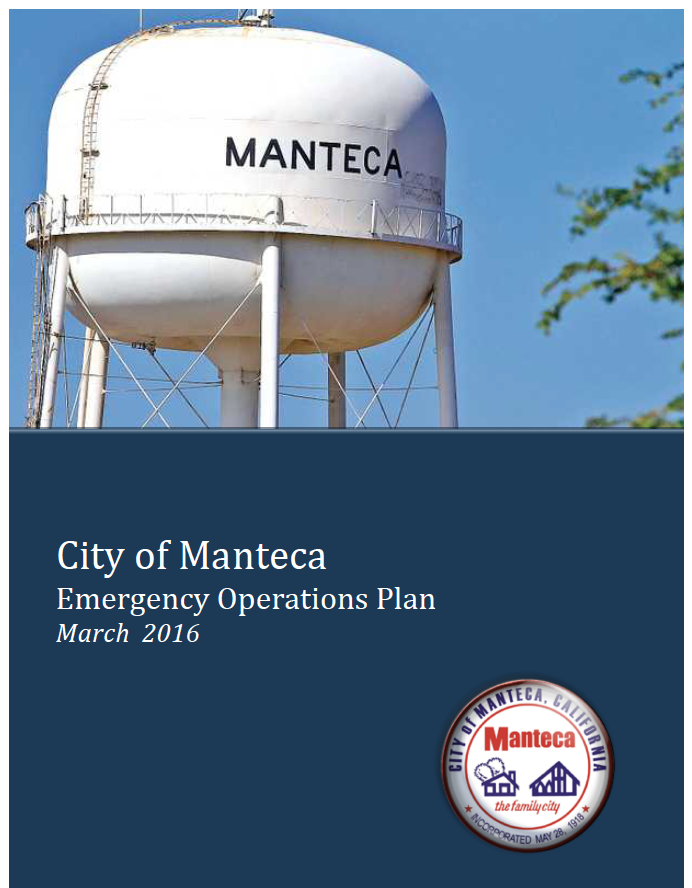 MANTECA
City of Manteca
Emergency Operations Plan
March 2016
CITY OF MANTECA, CALIFORNIA
Manteca
the family city
INCORPORATED MAY 28, 1918